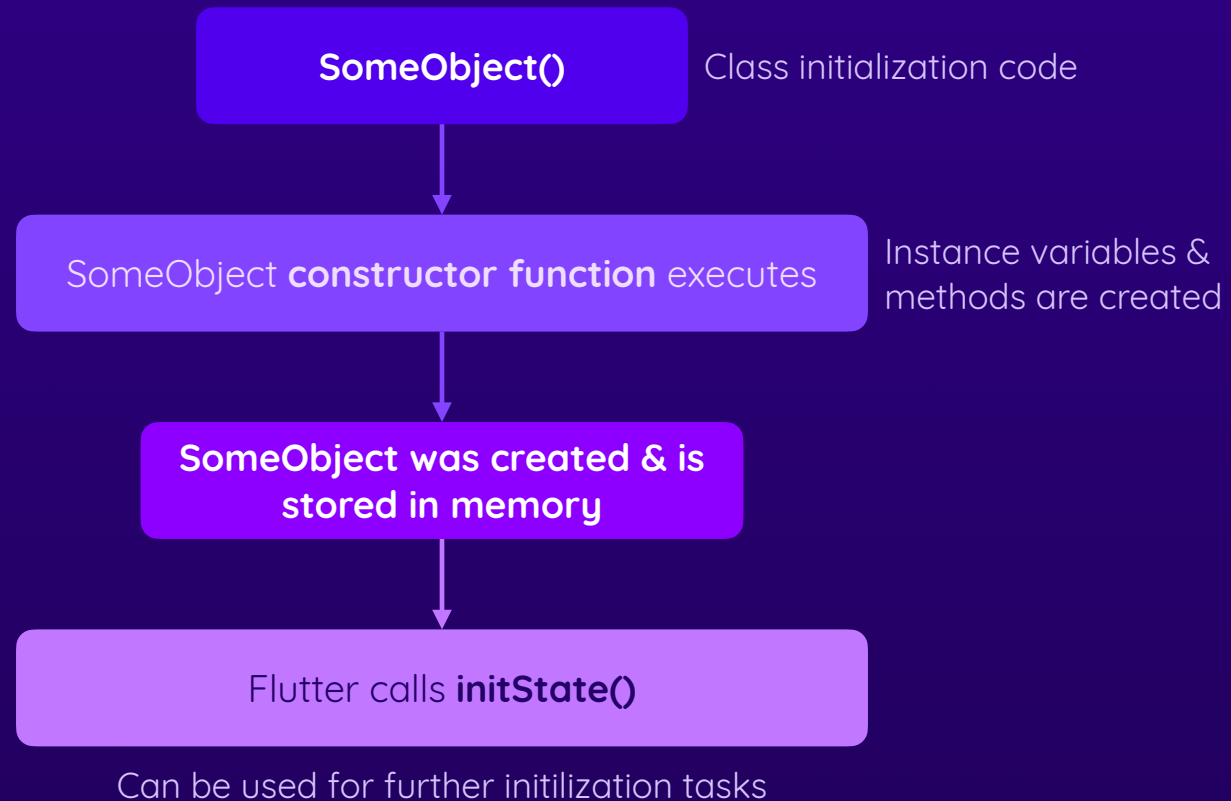 SomeObject()
Class initialization code
SomeObject constructor function executes
Instance variables &
methods are created
SomeObject was created & is
stored in memory
Flutter calls initState()
Can be used for further initilization tasks